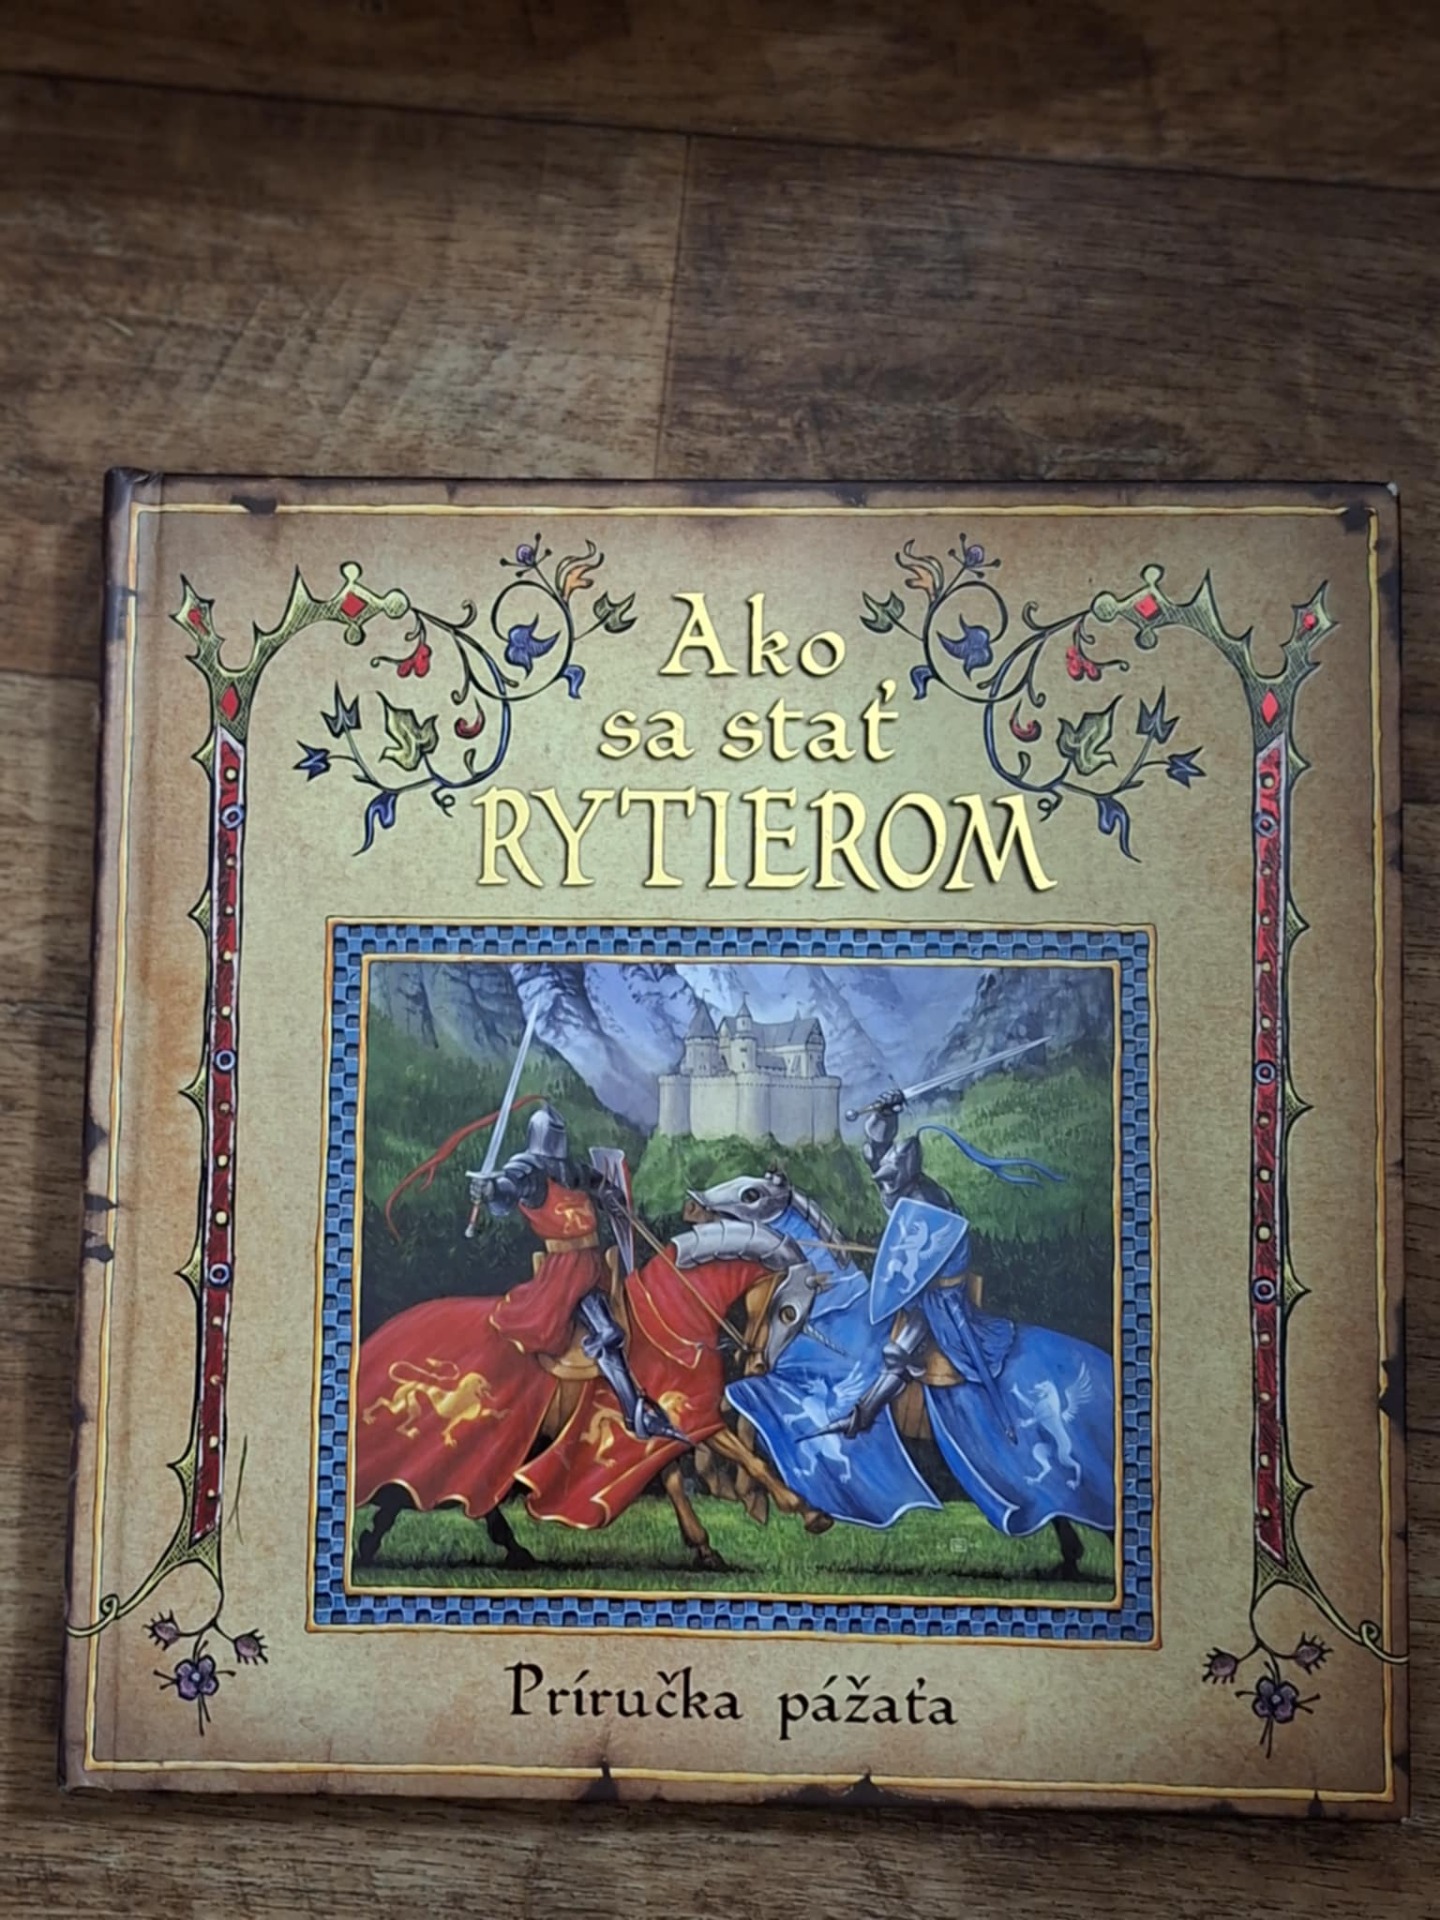 Ako
sa stať
RYTIEROM
Príručka pážaťa